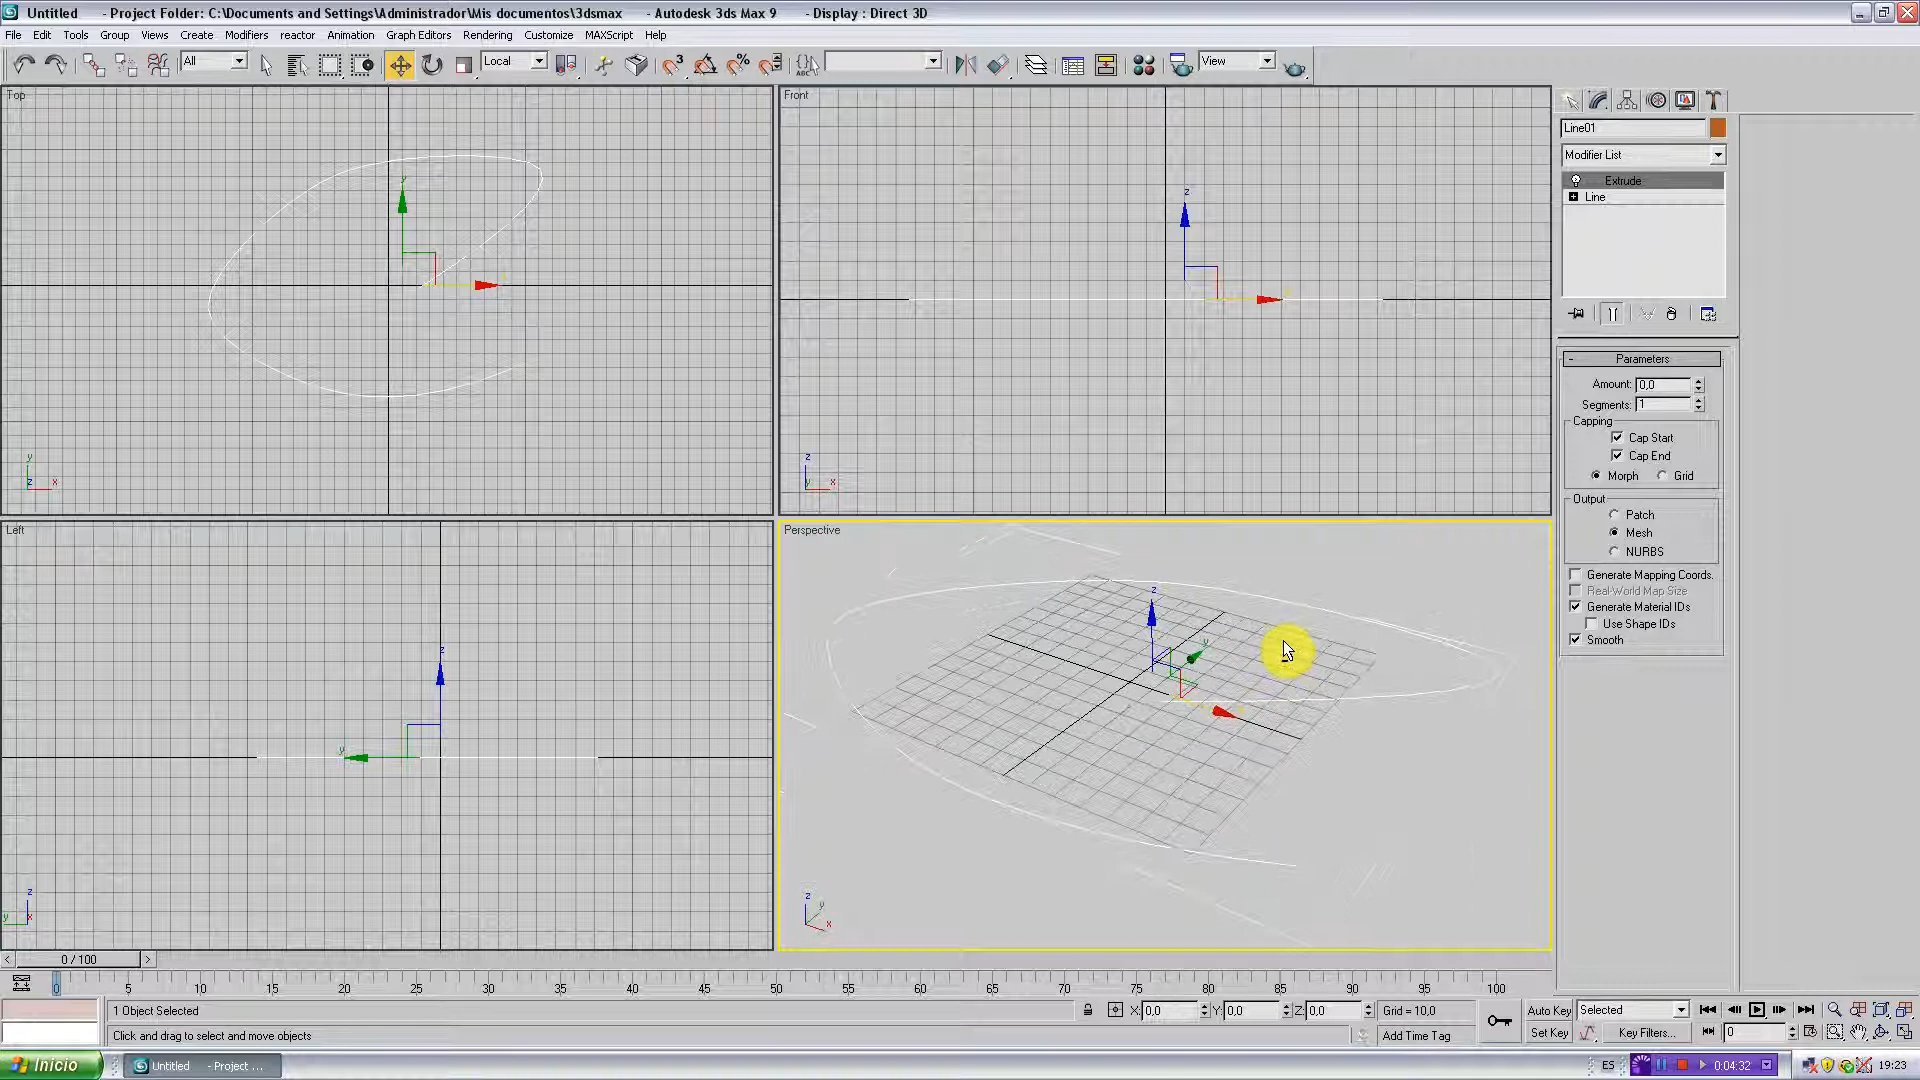 Untitled - Project Folder: C:\Documents and Settings\Administrador\Mis documentos\3dsmax - Autodesk 3ds Max 9 - Display : Direct 3D
File Edit Tools Group Views Create Modifiers reactor Animation Graph Editors Rendering Customize MAXScript Help
All Local View
Top
y
z x
Front
z
z
y x
Line01
Modifier List
Extrude
Line
Parameters
Amount: 0,0
Segments: 1
Capping
Cap Start
Cap End
Morph Grid
Output
Patch
Mesh
NURBS
Generate Mapping Coords.
Real-World Map Size
Generate Material IDs
Use Shape IDs
Smooth
Left
z
y
z
y x
Perspective
z
y
z
y
x
0 / 100
0 5 10 15 20 25 30 35 40 45 50 55 60 65 70 75 80 85 90 95 100
1 Object Selected X: 0,0 Y: 0,0 Z: 0,0 Grid = 10,0 Auto Key Selected
Click and drag to select and move objects Add Time Tag Set Key Key Filters... 0
Inicio Untitled - Project ... ES 0:04:32 19:23